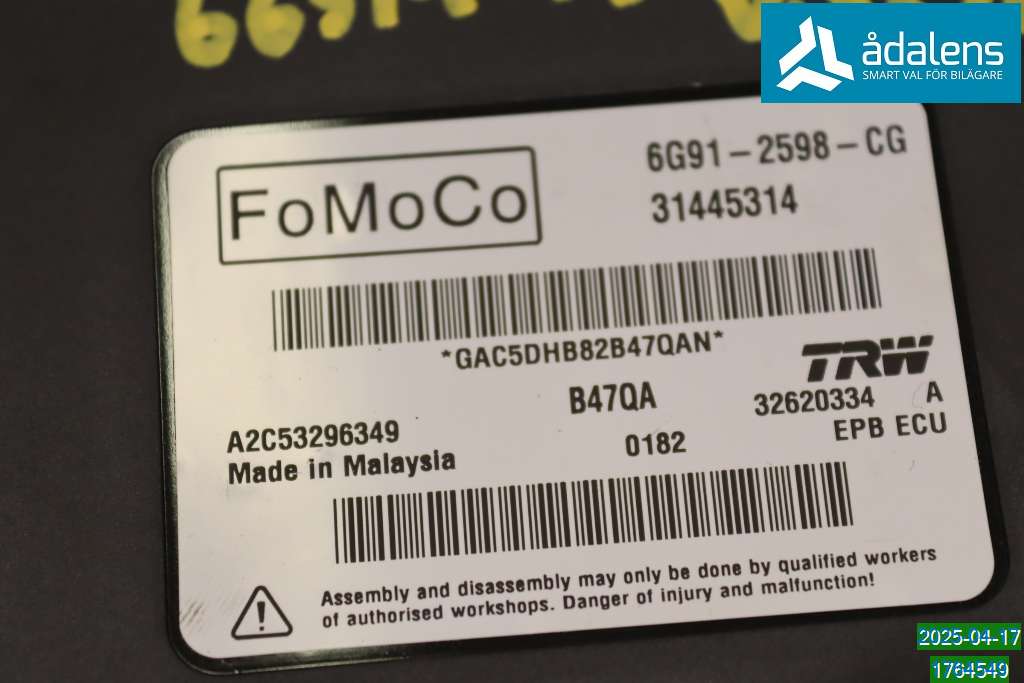 ådalens
SMART VAL FÖR BILÄGARE
FoMoCo
6G91-2598-CG
31445314
*GAC5DHB82B47QAN*
TRW
B47QA
32620334 A
A2C53296349
0182
EPB ECU
Made in Malaysia
Assembly and disassembly may only be done by qualified workers
of authorised workshops. Danger of injury and malfunction!
2025-04-17
1764549